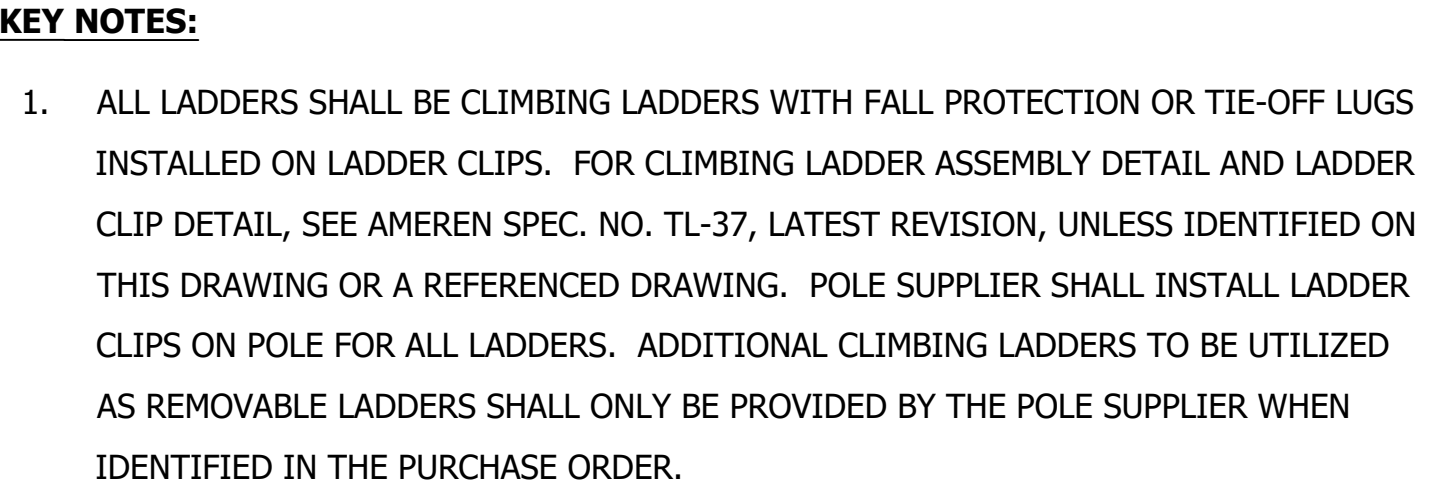 KEY NOTES:
1. ALL LADDERS SHALL BE CLIMBING LADDERS WITH FALL PROTECTION OR TIE-OFF LUGS
INSTALLED ON LADDER CLIPS.  FOR CLIMBING LADDER ASSEMBLY DETAIL AND LADDER
CLIP DETAIL, SEE AMEREN SPEC. NO. TL-37, LATEST REVISION, UNLESS IDENTIFIED ON
THIS DRAWING OR A REFERENCED DRAWING.  POLE SUPPLIER SHALL INSTALL LADDER
CLIPS ON POLE FOR ALL LADDERS.  ADDITIONAL CLIMBING LADDERS TO BE UTILIZED
AS REMOVABLE LADDERS SHALL ONLY BE PROVIDED BY THE POLE SUPPLIER WHEN
IDENTIFIED IN THE PURCHASE ORDER.